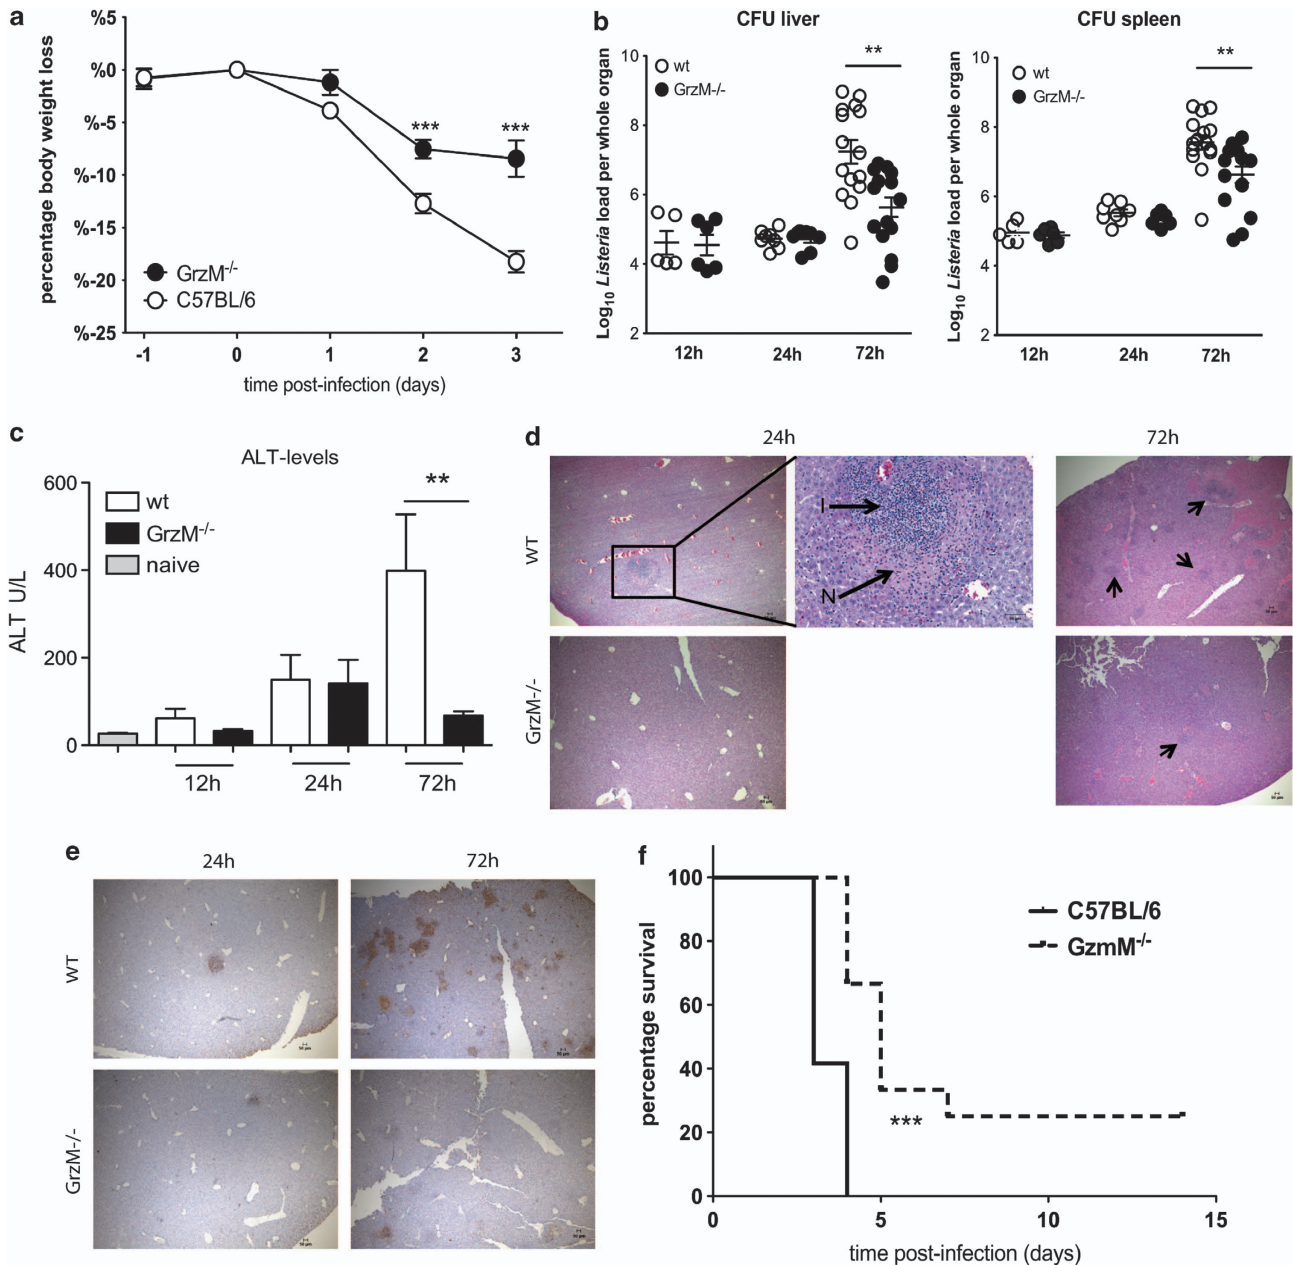 a
%5
%0
%-5
%-10
%-15
%-20
%-25
percentage body weight loss
***
***
GrzM-/-
C57BL/6
-1 0 1 2 3
time post-infection (days)
b
CFU liver
Log10 Listeria load per whole organ
10
8
6
4
2
wt
GrzM-/-
**
12h 24h 72h
CFU spleen
Log10 Listeria load per whole organ
10
8
6
4
2
wt
GrzM-/-
**
12h 24h 72h
c
ALT-levels
ALT U/L
600
400
200
0
wt
GrzM-/-
naive
**
12h 24h 72h
d
24h 72h
WT
I
N
GrzM-/-
e
24h 72h
WT
GrzM-/-
f
percentage survival
100
80
60
40
20
0
C57BL/6
GzmM-/-
***
0 5 10 15
time post-infection (days)